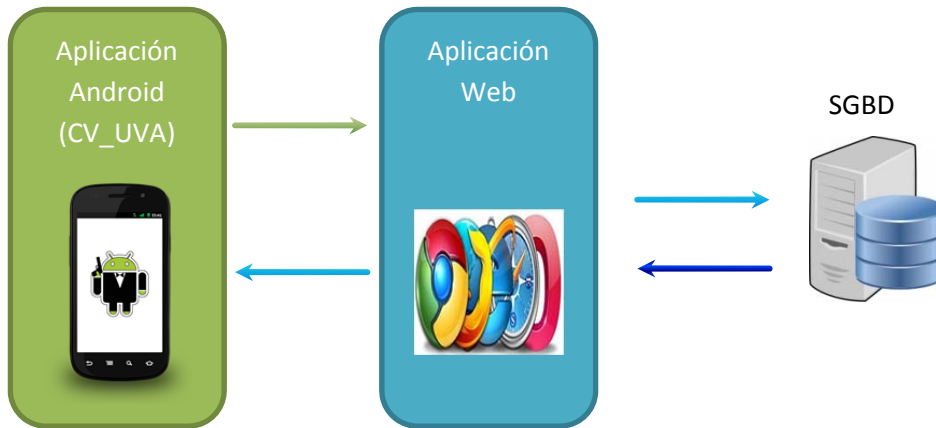 Aplicación
Android
(CV_UVA)
Aplicación
Web
SGBD